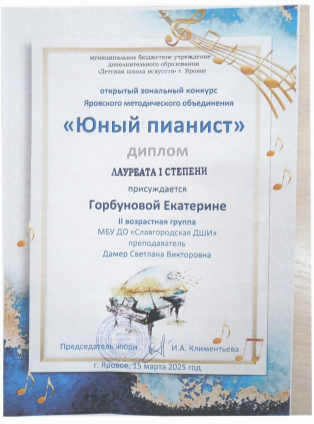 муниципальное бюджетное учреждение
дополнительного образования
«Детская школа искусств» г. Яровое
открытый зональный конкурс
Яровского методического объединения
«Юный пианист»
ДИПЛОМ
ЛАУРЕАТА I СТЕПЕНИ
присуждается
Горбуновой Екатерине
II возрастная группа
МБУ ДО «Славгородская ДШИ»
преподаватель
Дамер Светлана Викторовна
Председатель жюри И.А. Климентьева
г. Яровое, 15 марта 2025 год